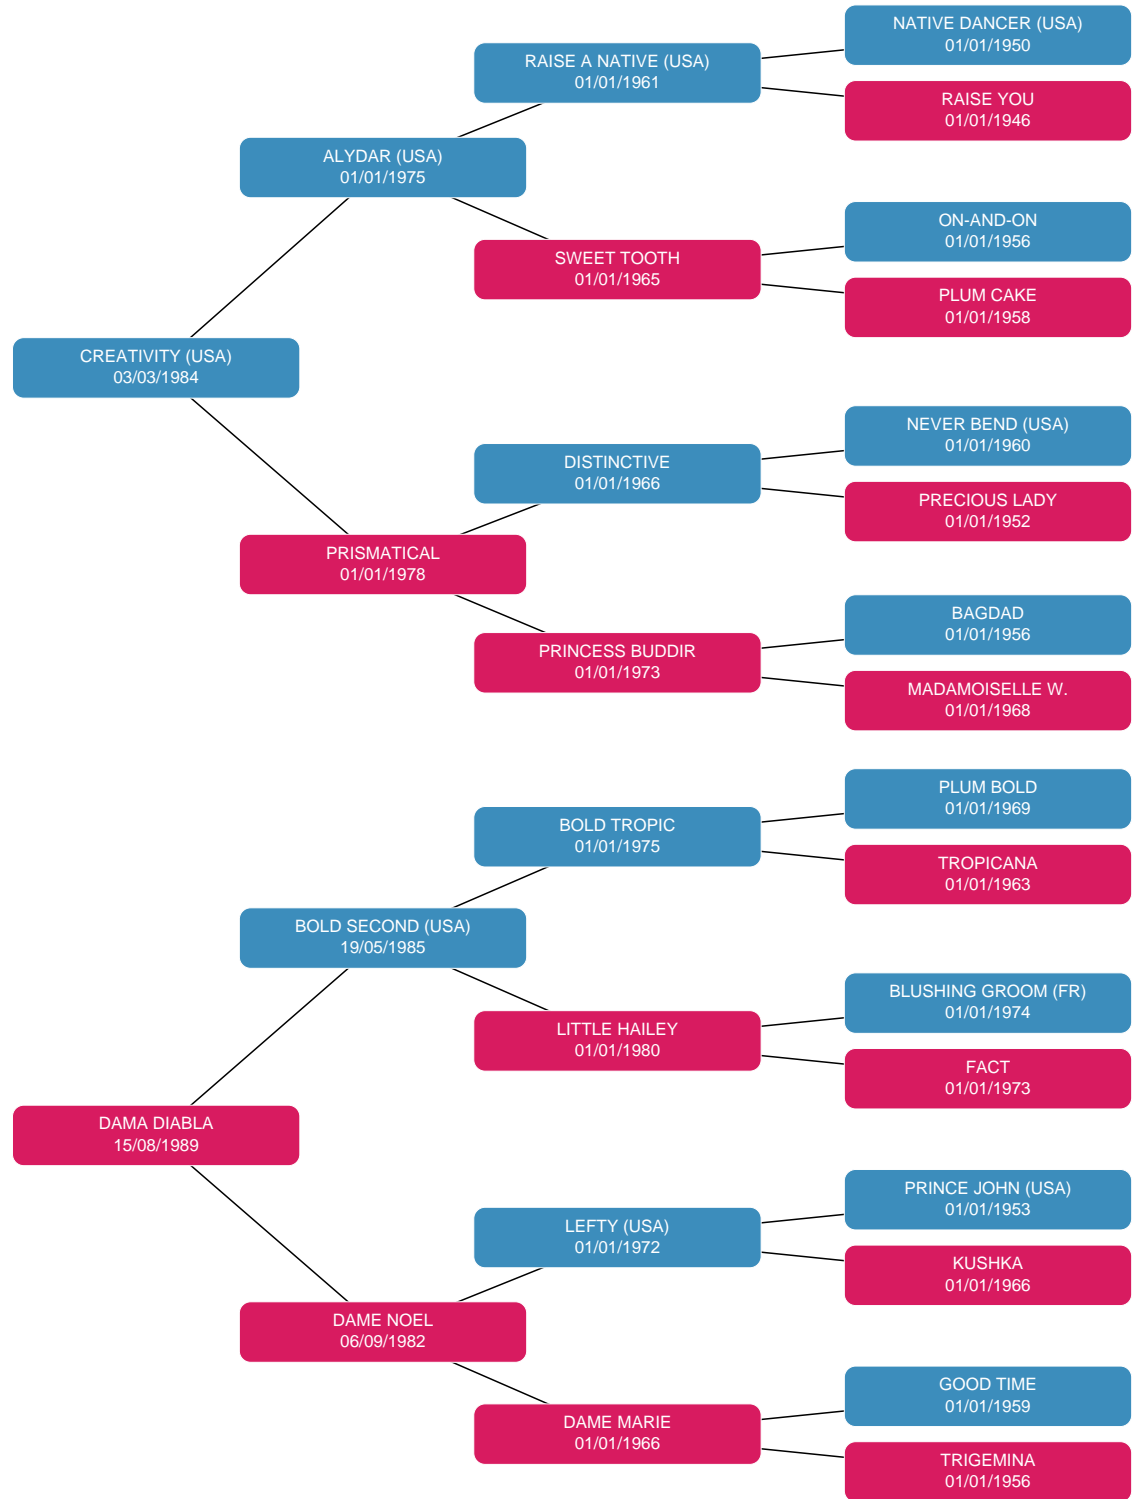 NATIVE DANCER (USA)
01/01/1950
RAISE A NATIVE (USA)
01/01/1961
RAISE YOU
01/01/1946
ALYDAR (USA)
01/01/1975
ON-AND-ON
01/01/1956
SWEET TOOTH
01/01/1965
PLUM CAKE
01/01/1958
CREATIVITY (USA)
03/03/1984
NEVER BEND (USA)
01/01/1960
DISTINCTIVE
01/01/1966
PRECIOUS LADY
01/01/1952
PRISMATICAL
01/01/1978
BAGDAD
01/01/1956
PRINCESS BUDDIR
01/01/1973
MADAMOISELLE W.
01/01/1968
PLUM BOLD
01/01/1969
BOLD TROPIC
01/01/1975
TROPICANA
01/01/1963
BOLD SECOND (USA)
19/05/1985
BLUSHING GROOM (FR)
01/01/1974
LITTLE HAILEY
01/01/1980
FACT
01/01/1973
DAMA DIABLA
15/08/1989
PRINCE JOHN (USA)
01/01/1953
LEFTY (USA)
01/01/1972
KUSHKA
01/01/1966
DAME NOEL
06/09/1982
GOOD TIME
01/01/1959
DAME MARIE
01/01/1966
TRIGEMINA
01/01/1956